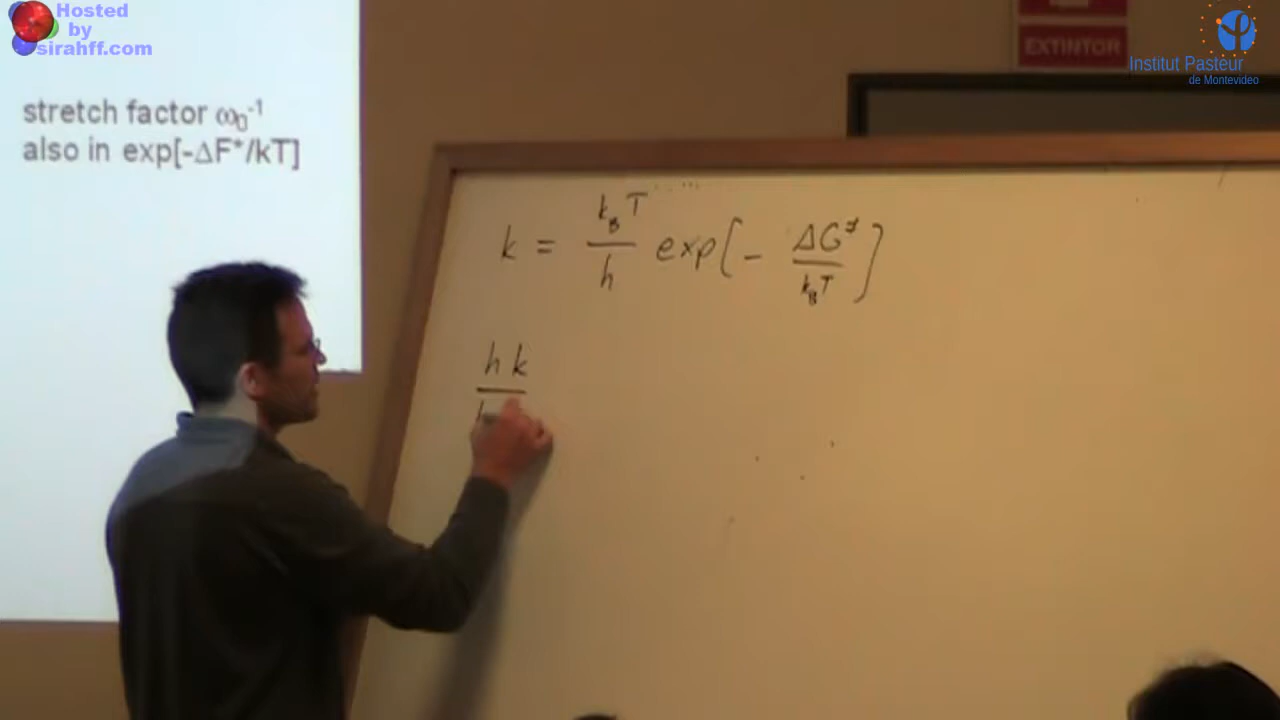 Hosted
by
sirahff.com
EXTINTOR
Institut Pasteur
de Montevideo
stretch factor ω₀⁻¹
also in exp[-ΔF*/kT]
k = k_B T / h exp[- ΔG‡ / k_B T]
h k